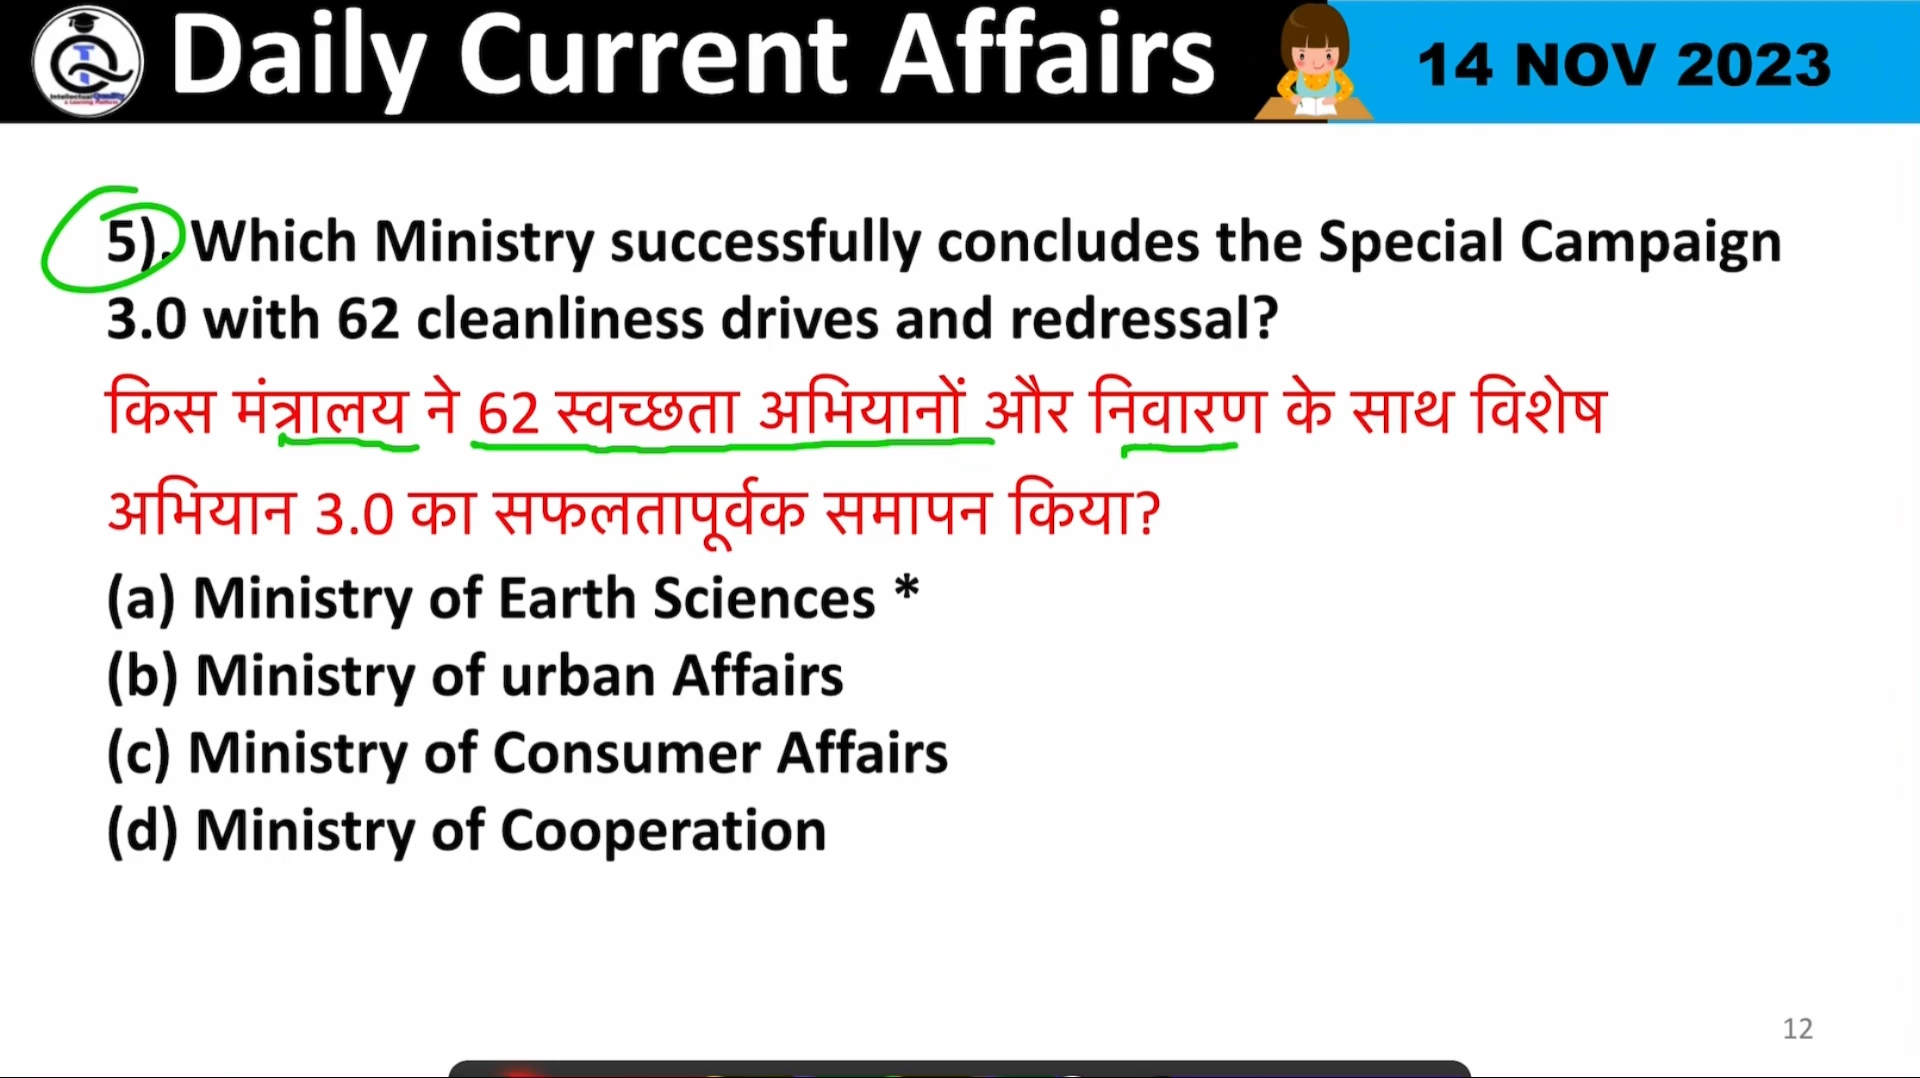 Daily Current Affairs
14 NOV 2023
5). Which Ministry successfully concludes the Special Campaign
3.0 with 62 cleanliness drives and redressal?
किस मंत्रालय ने 62 स्वच्छता अभियानों और निवारण के साथ विशेष
अभियान 3.0 का सफलतापूर्वक समापन किया?
(a) Ministry of Earth Sciences *
(b) Ministry of urban Affairs
(c) Ministry of Consumer Affairs
(d) Ministry of Cooperation
12